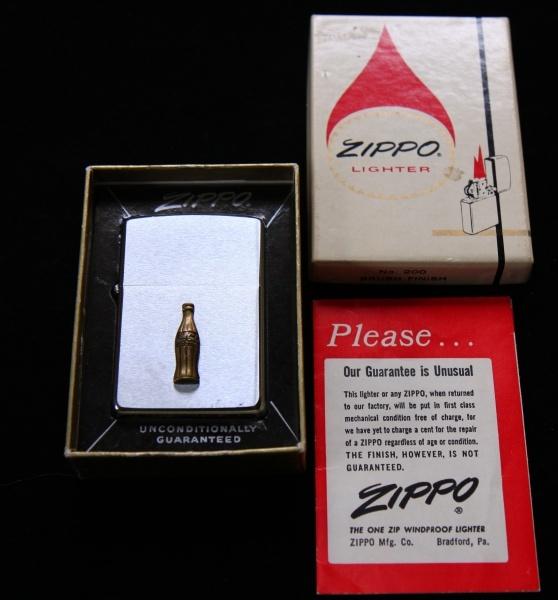 ZIPPO.
UNCONDITIONALLY
GUARANTEED
ZIPPO®
LIGHTER
No. 200
BRUSH FINISH
Please...
Our Guarantee is Unusual
This lighter or any ZIPPO, when returned
to our factory, will be put in first class
mechanical condition free of charge, for
we have yet to charge a cent for the repair
of a ZIPPO regardless of age or condition.
THE FINISH, HOWEVER, IS NOT
GUARANTEED.
ZIPPO
®
THE ONE ZIP WINDPROOF LIGHTER
ZIPPO Mfg. Co. Bradford, Pa.